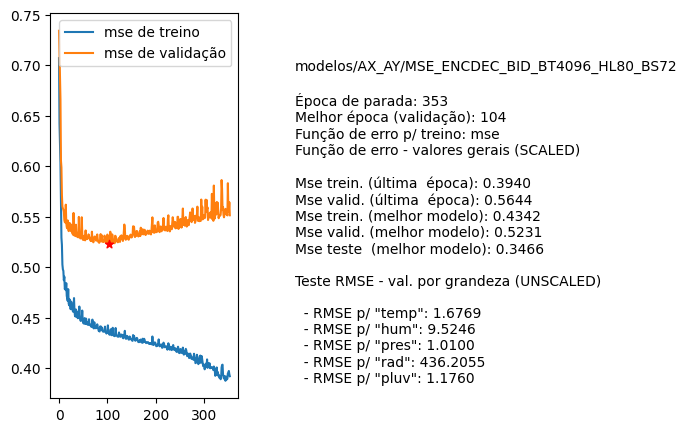 0.75
0.70
0.65
0.60
0.55
0.50
0.45
0.40
0
100
200
300
mse de treino
mse de validação
modelos/AX_AY/MSE_ENCDEC_BID_BT4096_HL80_BS72
Época de parada: 353
Melhor época (validação): 104
Função de erro p/ treino: mse
Função de erro - valores gerais (SCALED)
Mse trein. (última  época): 0.3940
Mse valid. (última  época): 0.5644
Mse trein. (melhor modelo): 0.4342
Mse valid. (melhor modelo): 0.5231
Mse teste  (melhor modelo): 0.3466
Teste RMSE - val. por grandeza (UNSCALED)
- RMSE p/ "temp": 1.6769
- RMSE p/ "hum": 9.5246
- RMSE p/ "pres": 1.0100
- RMSE p/ "rad": 436.2055
- RMSE p/ "pluv": 1.1760